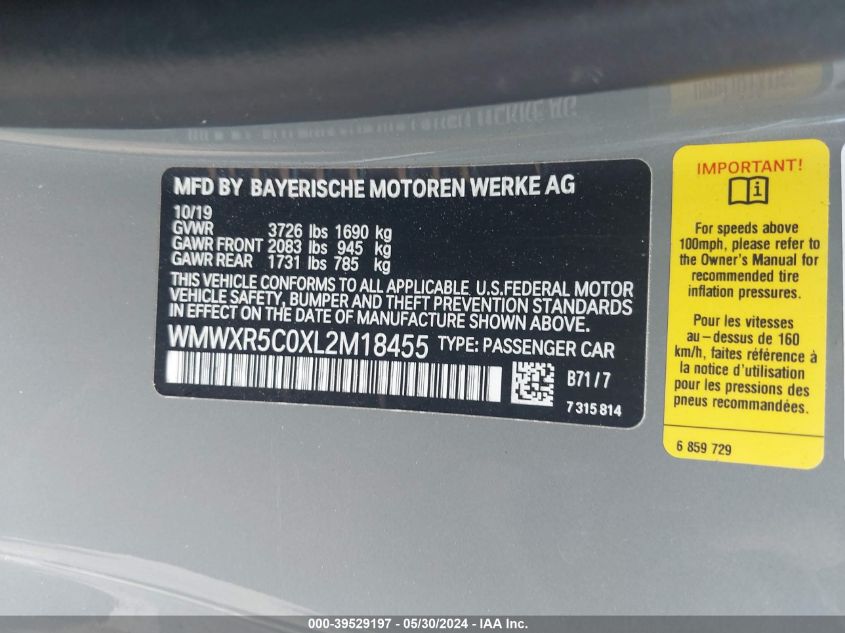 MFD BY BAYERISCHE MOTOREN WERKE AG
10/19
GVWR 3726 lbs 1690 kg
GAWR FRONT 2083 lbs 945 kg
GAWR REAR 1731 lbs 785 kg
THIS VEHICLE CONFORMS TO ALL APPLICABLE U.S.FEDERAL MOTOR
VEHICLE SAFETY, BUMPER AND THEFT PREVENTION STANDARDS
IN EFFECT ON THE DATE OF MANUFACTURE SHOWN ABOVE.
WMWXR5C0XL2M18455 TYPE: PASSENGER CAR
B71/7
7 315 814
IMPORTANT!
For speeds above
100mph, please refer to
the Owner's Manual for
recommended tire
inflation pressures.
Pour les vitesses
au-dessus de 160
km/h, faites référence à
la notice d'utilisation
pour les pressions des
pneus recommandées.
6 859 729
000-39529197 - 05/30/2024 - IAA Inc.